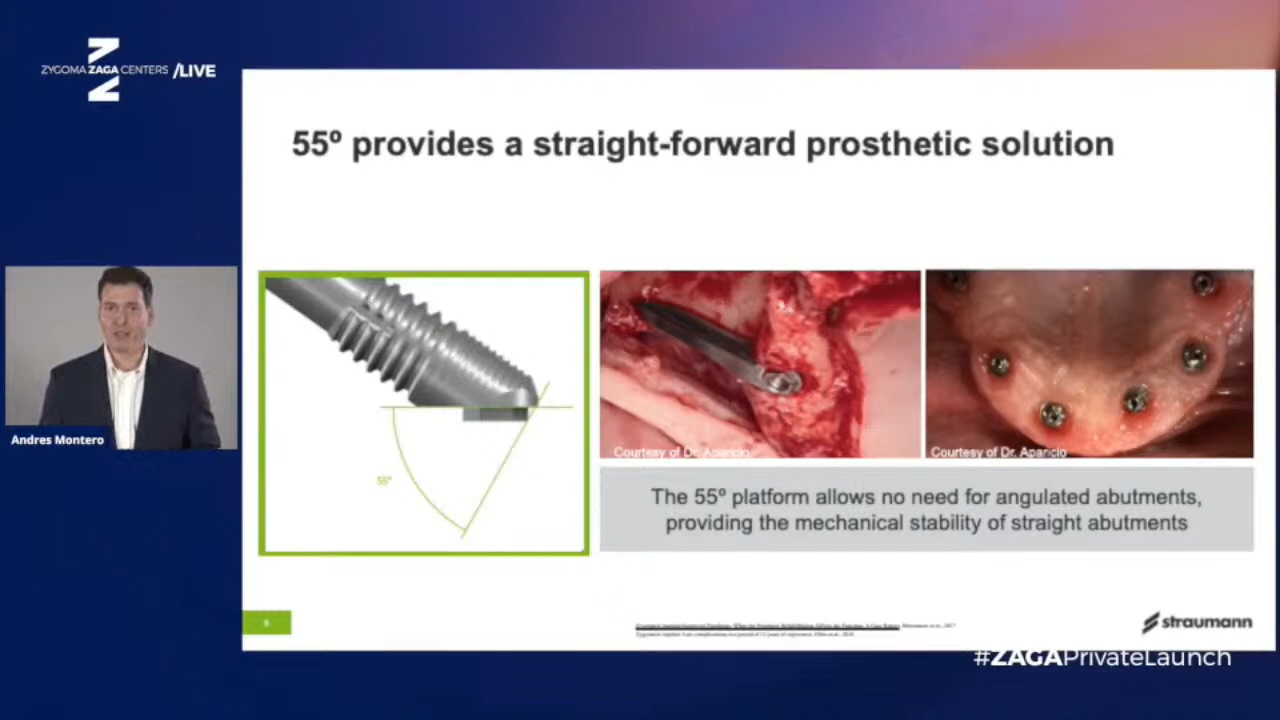 ZYGOMA ZAGA CENTERS /LIVE
55º provides a straight-forward prosthetic solution
Andres Montero
55º
Courtesy of Dr. Aparicio
Courtesy of Dr. Aparicio
The 55º platform allows no need for angulated abutments,
providing the mechanical stability of straight abutments
9
straumann
#ZAGAPrivateLaunch